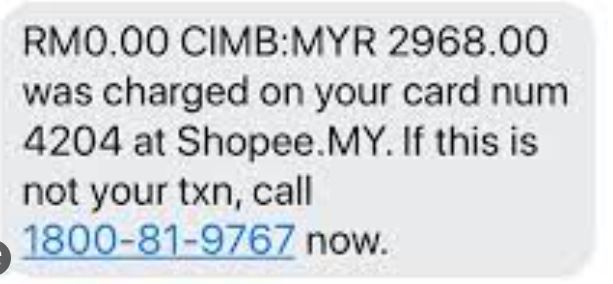 RM0.00 CIMB:MYR 2968.00
was charged on your card num
4204 at Shopee.MY. If this is
not your txn, call
1800-81-9767 now.